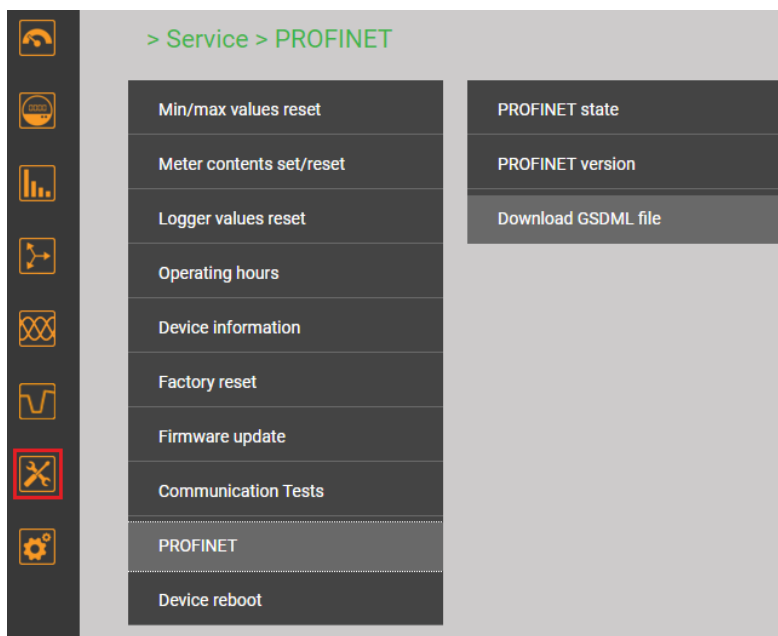 > Service > PROFINET
Min/max values reset
Meter contents set/reset
Logger values reset
Operating hours
Device information
Factory reset
Firmware update
Communication Tests
PROFINET
Device reboot
PROFINET state
PROFINET version
Download GSDML file